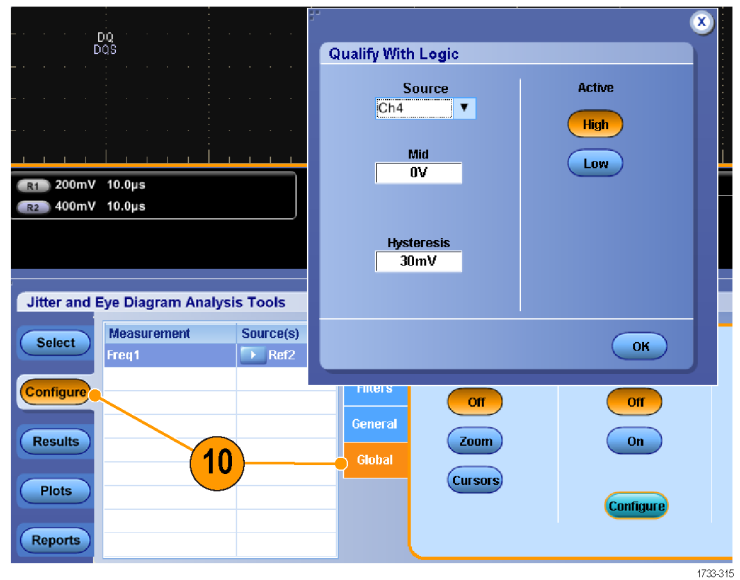 DQ
DQS
X
Qualify With Logic
Source
Active
Ch4
High
Mid
Low
0V
R1 200mV 10.0µs
R2 400mV 10.0µs
Hysteresis
30mV
OK
Jitter and Eye Diagram Analysis Tools
Select
Measurement Source(s)
Freq1 Ref2
Configure
Results
Plots
Reports
10
Filters
General
Global
Off
Zoom
Cursors
Off
On
Configure
1733-315